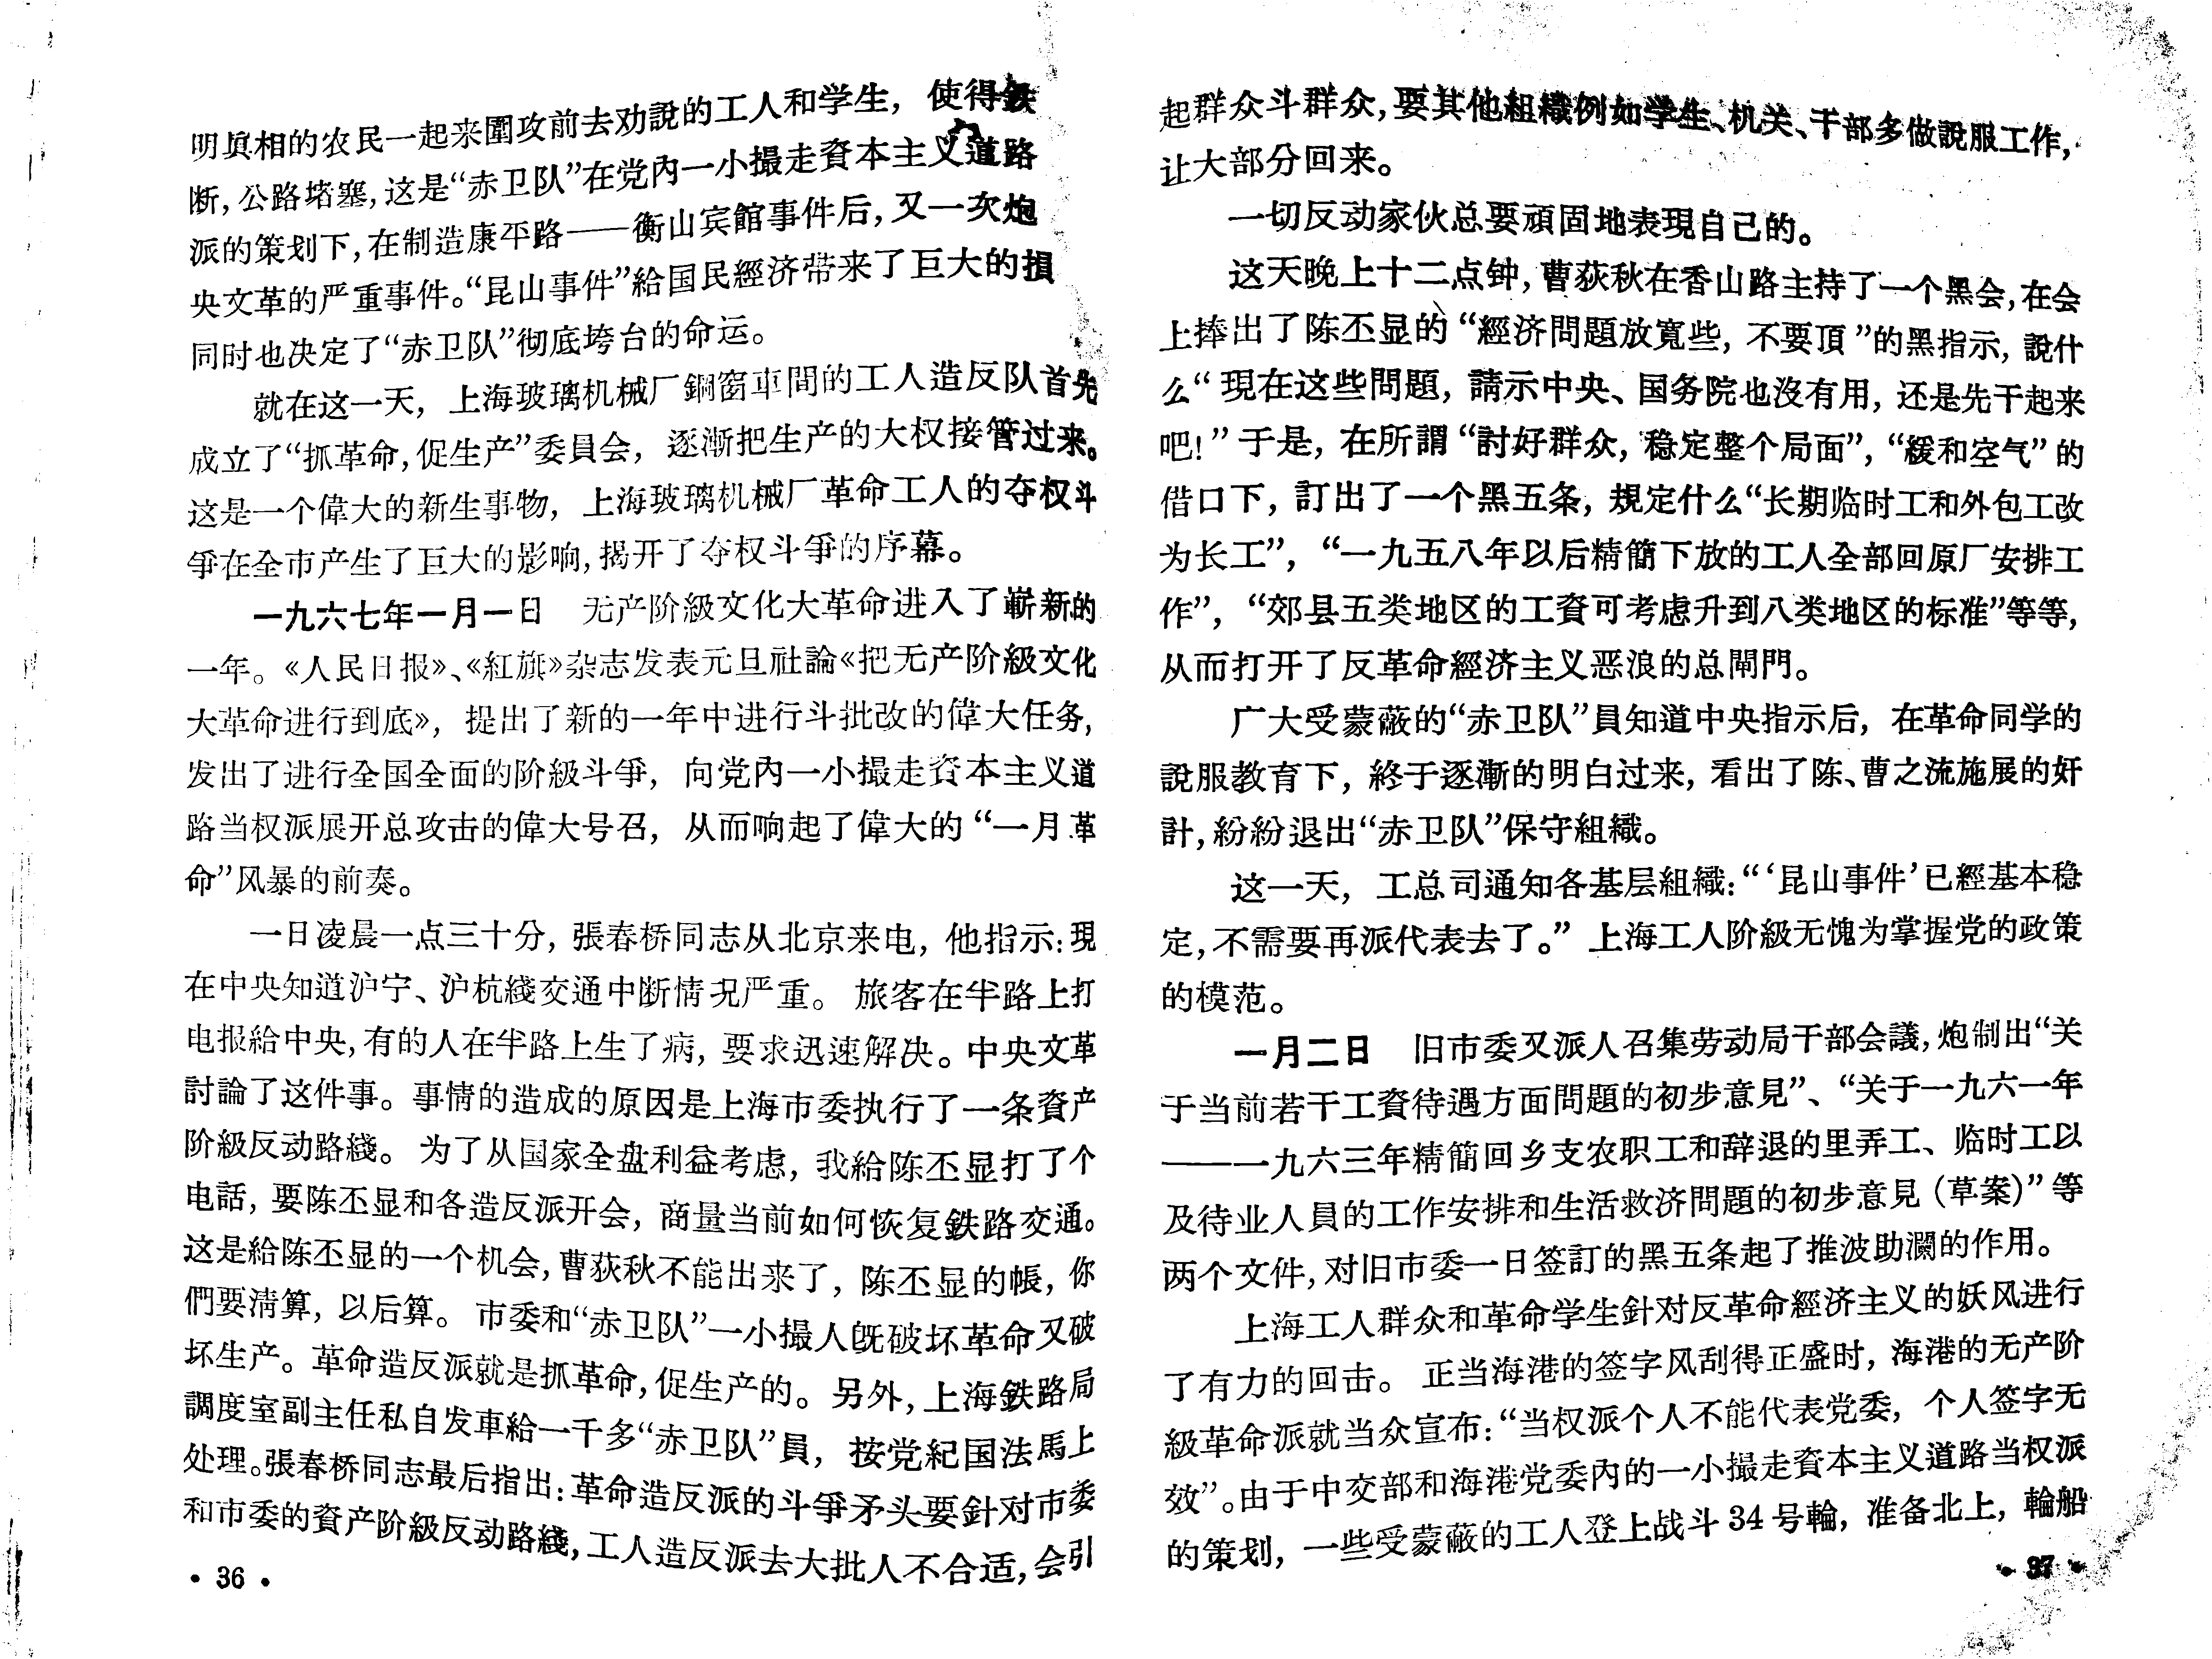 明眞相的农民一起来圍攻前去劝說的工人和学生，使得鉄
断，公路堵塞，这是“赤卫队”在党內一小撮走資本主义道路
派的策划下，在制造康平路——衡山宾館事件后，又一次炮
央文革的严重事件。“昆山事件”給国民經济带来了巨大的損
同时也决定了“赤卫队”彻底垮台的命运。
就在这一天，上海玻璃机械厂鋼窗車間的工人造反队首先
成立了“抓革命，促生产”委員会，逐漸把生产的大权接管过来。
这是一个偉大的新生事物，上海玻璃机械厂革命工人的夺权斗
爭在全市产生了巨大的影响，揭开了夺权斗爭的序幕。
一九六七年一月一日　无产阶級文化大革命进入了嶄新的
一年。《人民日报》、《紅旗》杂志发表元旦社論《把无产阶級文化
大革命进行到底》，提出了新的一年中进行斗批改的偉大任务，
发出了进行全国全面的阶級斗爭，向党內一小撮走資本主义道
路当权派展开总攻击的偉大号召，从而响起了偉大的“一月革
命”风暴的前奏。
一日凌晨一点三十分，張春桥同志从北京来电，他指示：現
在中央知道沪宁、沪杭綫交通中断情况严重。旅客在半路上打
电报給中央，有的人在半路上生了病，要求迅速解决。中央文革
討論了这件事。事情的造成的原因是上海市委执行了一条資产
阶級反动路綫。为了从国家全盘利益考虑，我給陈丕显打了个
电話，要陈丕显和各造反派开会，商量当前如何恢复鉄路交通。
这是給陈丕显的一个机会，曹荻秋不能出来了，陈丕显的帳，你
們要淸算，以后算。市委和“赤卫队”一小撮人既破坏革命又破
坏生产。革命造反派就是抓革命，促生产的。另外，上海鉄路局
調度室副主任私自发車給一千多“赤卫队”員，按党紀国法馬上
处理。張春桥同志最后指出：革命造反派的斗爭矛头要針对市委
和市委的資产阶級反动路綫，工人造反派去大批人不合适，会引
• 36 •
起群众斗群众，要其他組織例如学生、机关、干部多做說服工作，
让大部分回来。
一切反动家伙总要頑固地表現自己的。
这天晚上十二点钟，曹荻秋在香山路主持了一个黑会，在会
上捧出了陈丕显的“經济問題放寬些，不要頂”的黑指示，說什
么“現在这些問題，請示中央、国务院也沒有用，还是先干起来
吧！”于是，在所謂“討好群众，稳定整个局面”，“緩和空气”的
借口下，訂出了一个黑五条，規定什么“长期临时工和外包工改
为长工”，“一九五八年以后精簡下放的工人全部回原厂安排工
作”，“郊县五类地区的工資可考虑升到八类地区的标准”等等，
从而打开了反革命經济主义恶浪的总閘門。
广大受蒙蔽的“赤卫队”員知道中央指示后，在革命同学的
說服教育下，終于逐漸的明白过来，看出了陈、曹之流施展的奸
計，紛紛退出“赤卫队”保守組織。
这一天，工总司通知各基层組織：“‘昆山事件’已經基本稳
定，不需要再派代表去了。”上海工人阶級无愧为掌握党的政策
的模范。
一月二日　旧市委又派人召集劳动局干部会議，炮制出“关
于当前若干工資待遇方面問題的初步意見”、“关于一九六一年
——一九六三年精簡回乡支农职工和辞退的里弄工、临时工以
及待业人員的工作安排和生活救济問題的初步意見（草案）”等
两个文件，对旧市委一日签訂的黑五条起了推波助瀾的作用。
上海工人群众和革命学生針对反革命經济主义的妖风进行
了有力的回击。正当海港的签字风刮得正盛时，海港的无产阶
級革命派就当众宣布：“当权派个人不能代表党委，个人签字无
效”。由于中交部和海港党委內的一小撮走資本主义道路当权派
的策划，一些受蒙蔽的工人登上战斗34号輪，准备北上，輪船
• 37 •